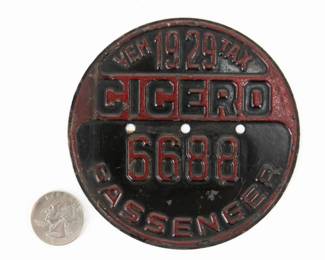 VEH 1929 TAX
CICERO
6688
PASSENGER